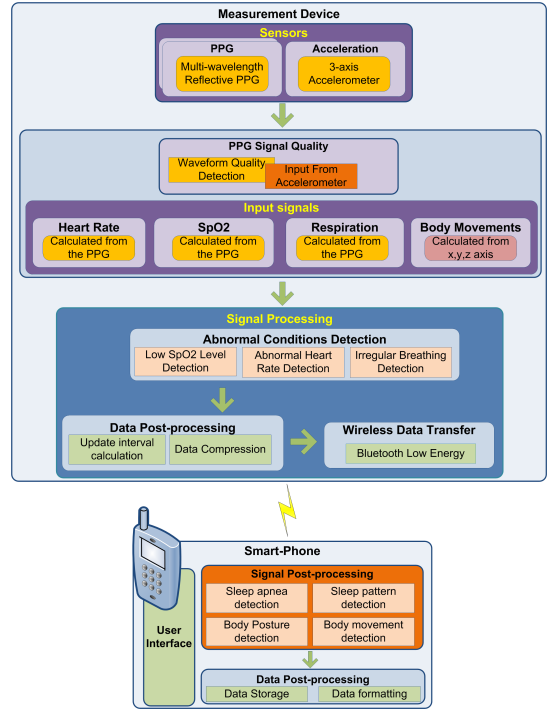 Measurement Device
Sensors
PPG
Multi-wavelength
Reflective PPG
Acceleration
3-axis
Accelerometer
PPG Signal Quality
Waveform Quality
Detection
Input From
Accelerometer
Input signals
Heart Rate
Calculated from
the PPG
SpO2
Calculated from
the PPG
Respiration
Calculated from
the PPG
Body Movements
Calculated from
x,y,z axis
Signal Processing
Abnormal Conditions Detection
Low SpO2 Level
Detection
Abnormal Heart
Rate Detection
Irregular Breathing
Detection
Data Post-processing
Update interval
calculation
Data Compression
Wireless Data Transfer
Bluetooth Low Energy
Smart-Phone
User
Interface
Signal Post-processing
Sleep apnea
detection
Sleep pattern
detection
Body Posture
detection
Body movement
detection
Data Post-processing
Data Storage
Data formatting